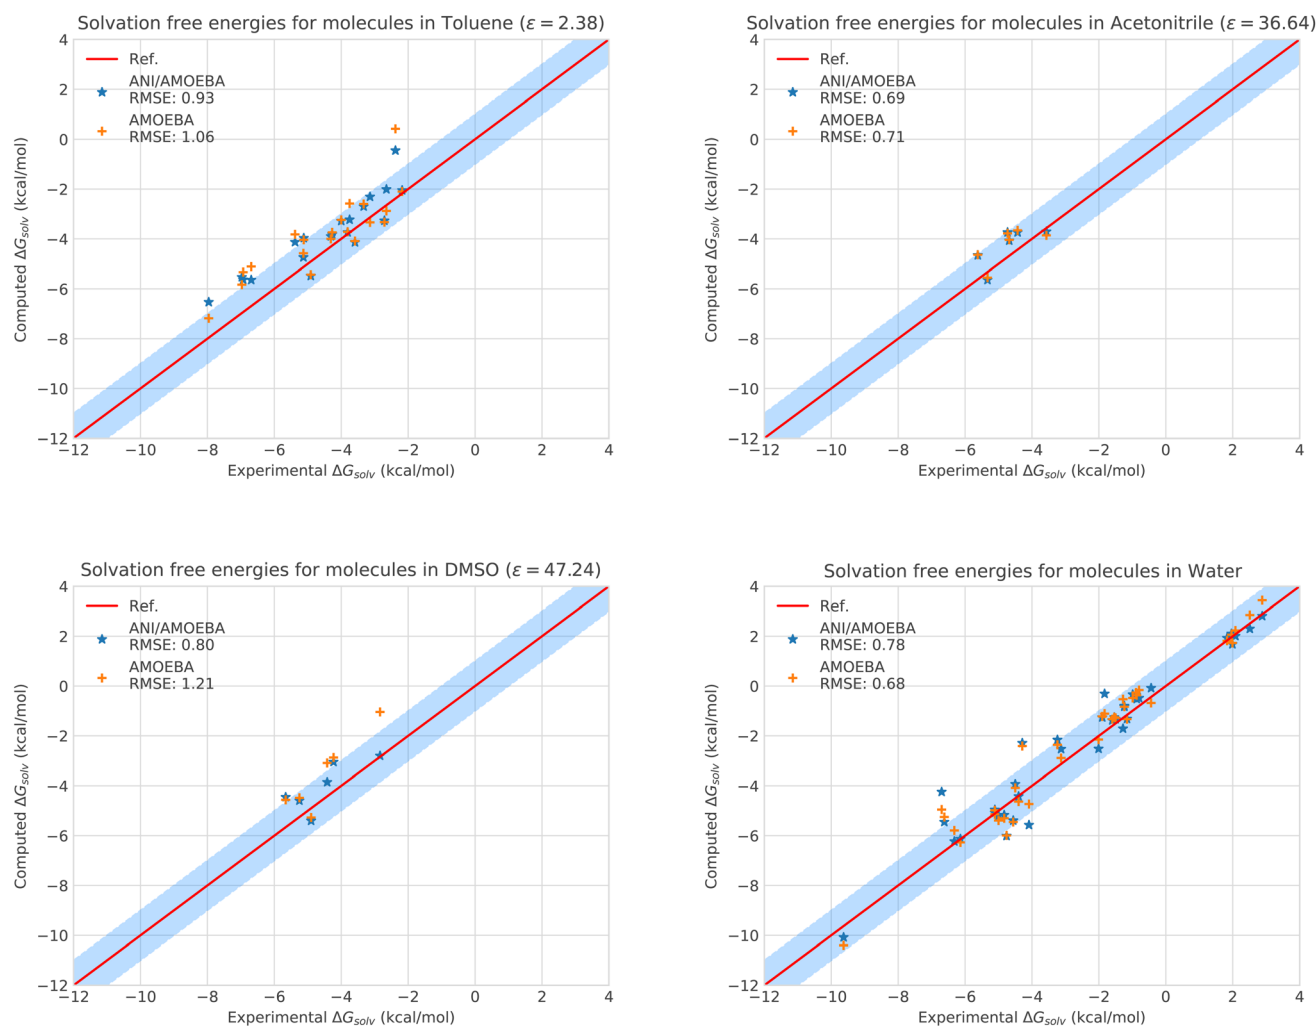 Solvation free energies for molecules in Toluene (ε = 2.38)
4
2
0
−2
−4
−6
−8
−10
−12
Computed ΔGsolv (kcal/mol)
Ref.
ANI/AMOEBA
RMSE: 0.93
AMOEBA
RMSE: 1.06
−12 −10 −8 −6 −4 −2 0 2 4
Experimental ΔGsolv (kcal/mol)
Solvation free energies for molecules in Acetonitrile (ε = 36.64)
4
2
0
−2
−4
−6
−8
−10
−12
Computed ΔGsolv (kcal/mol)
Ref.
ANI/AMOEBA
RMSE: 0.69
AMOEBA
RMSE: 0.71
−12 −10 −8 −6 −4 −2 0 2 4
Experimental ΔGsolv (kcal/mol)
Solvation free energies for molecules in DMSO (ε = 47.24)
4
2
0
−2
−4
−6
−8
−10
−12
Computed ΔGsolv (kcal/mol)
Ref.
ANI/AMOEBA
RMSE: 0.80
AMOEBA
RMSE: 1.21
−12 −10 −8 −6 −4 −2 0 2 4
Experimental ΔGsolv (kcal/mol)
Solvation free energies for molecules in Water
4
2
0
−2
−4
−6
−8
−10
−12
Computed ΔGsolv (kcal/mol)
Ref.
ANI/AMOEBA
RMSE: 0.78
AMOEBA
RMSE: 0.68
−12 −10 −8 −6 −4 −2 0 2 4
Experimental ΔGsolv (kcal/mol)